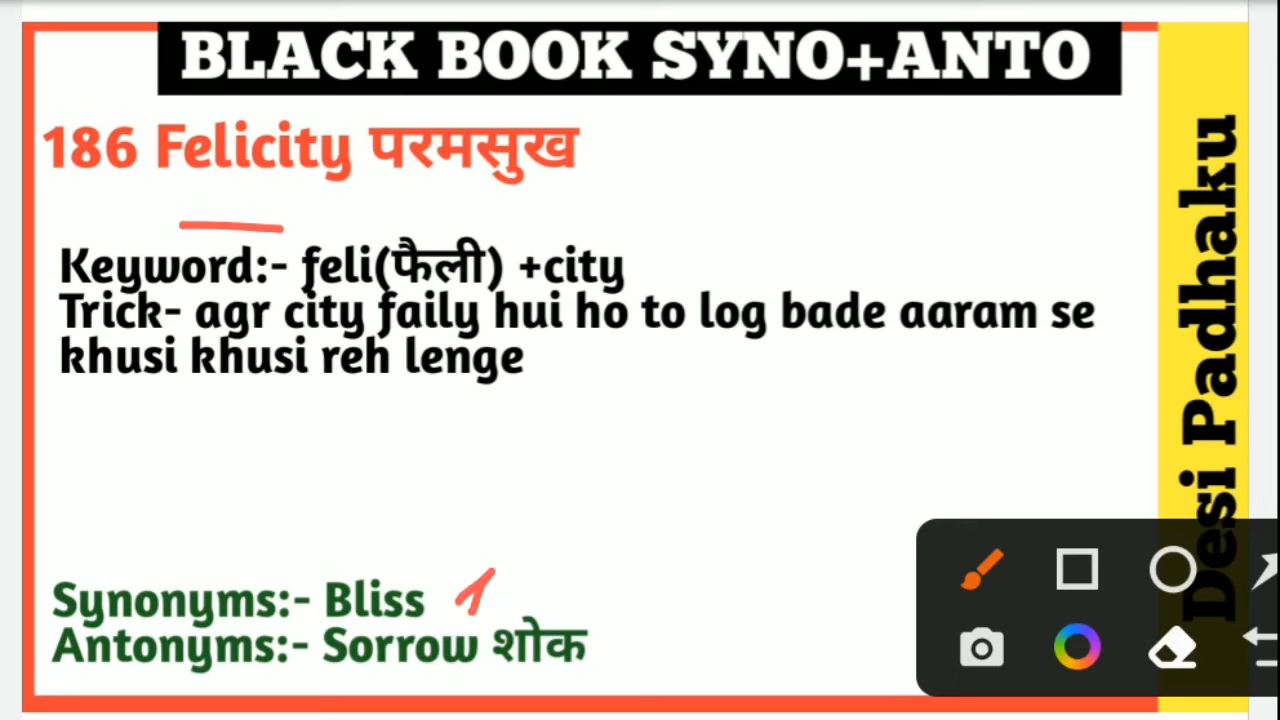 BLACK BOOK SYNO+ANTO
186 Felicity परमसुख
Keyword:- feli(फैली) +city
Trick- agr city faily hui ho to log bade aaram se
khusi khusi reh lenge
Synonyms:- Bliss
Antonyms:- Sorrow शोक
Desi Padhaku